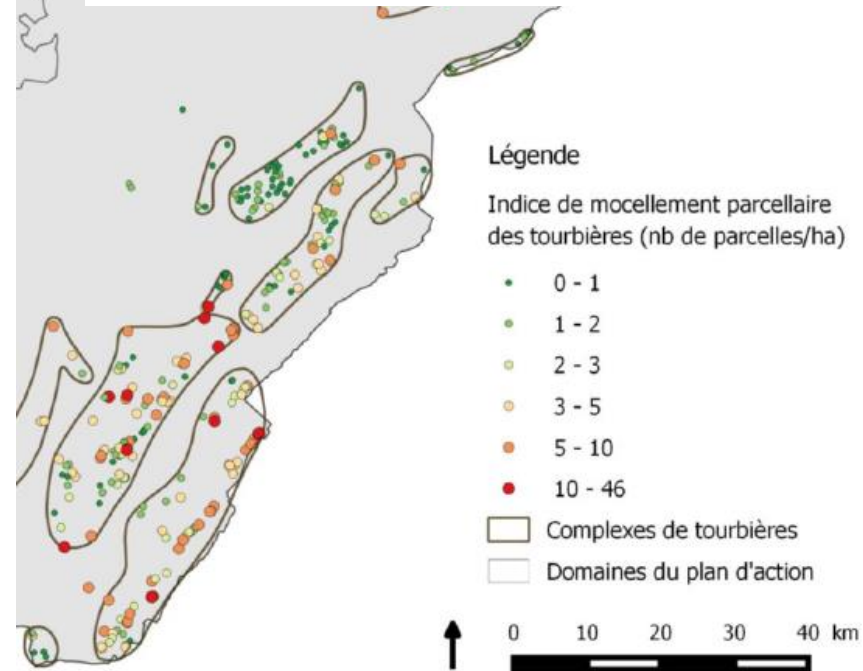 Légende
Indice de mocellement parcellaire
des tourbières (nb de parcelles/ha)
0 - 1
1 - 2
2 - 3
3 - 5
5 - 10
10 - 46
Complexes de tourbières
Domaines du plan d'action
0 10 20 30 40 km